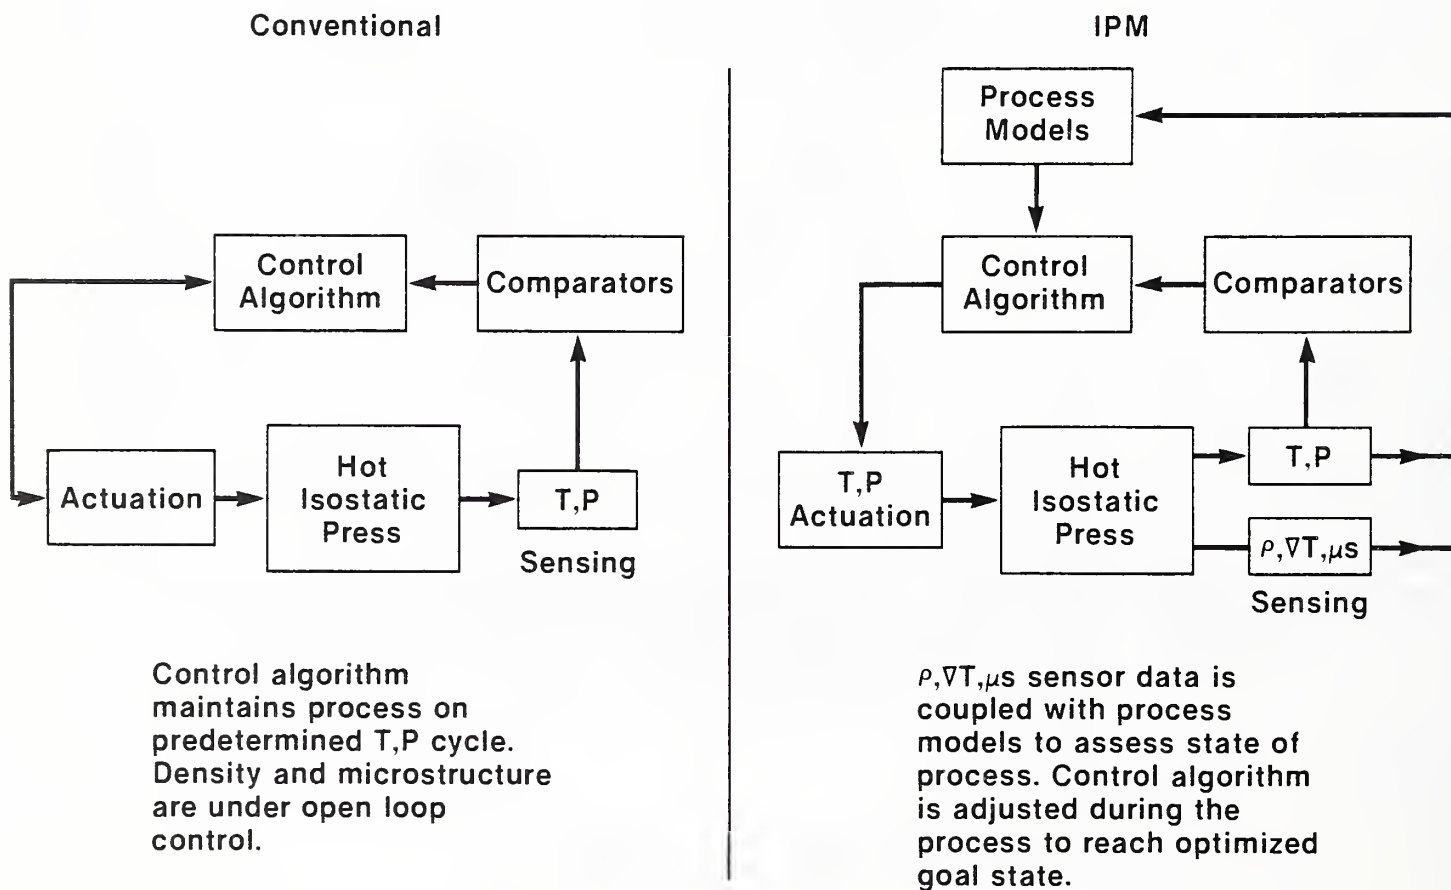 Conventional
Control
Algorithm
Comparators
Actuation
Hot
Isostatic
Press
T,P
Sensing
Control algorithm
maintains process on
predetermined T,P cycle.
Density and microstructure
are under open loop
control.
IPM
Process
Models
Control
Algorithm
Comparators
T,P
Actuation
Hot
Isostatic
Press
T,P
ρ,∇T,μs
Sensing
ρ,∇T,μs sensor data is
coupled with process
models to assess state of
process. Control algorithm
is adjusted during the
process to reach optimized
goal state.